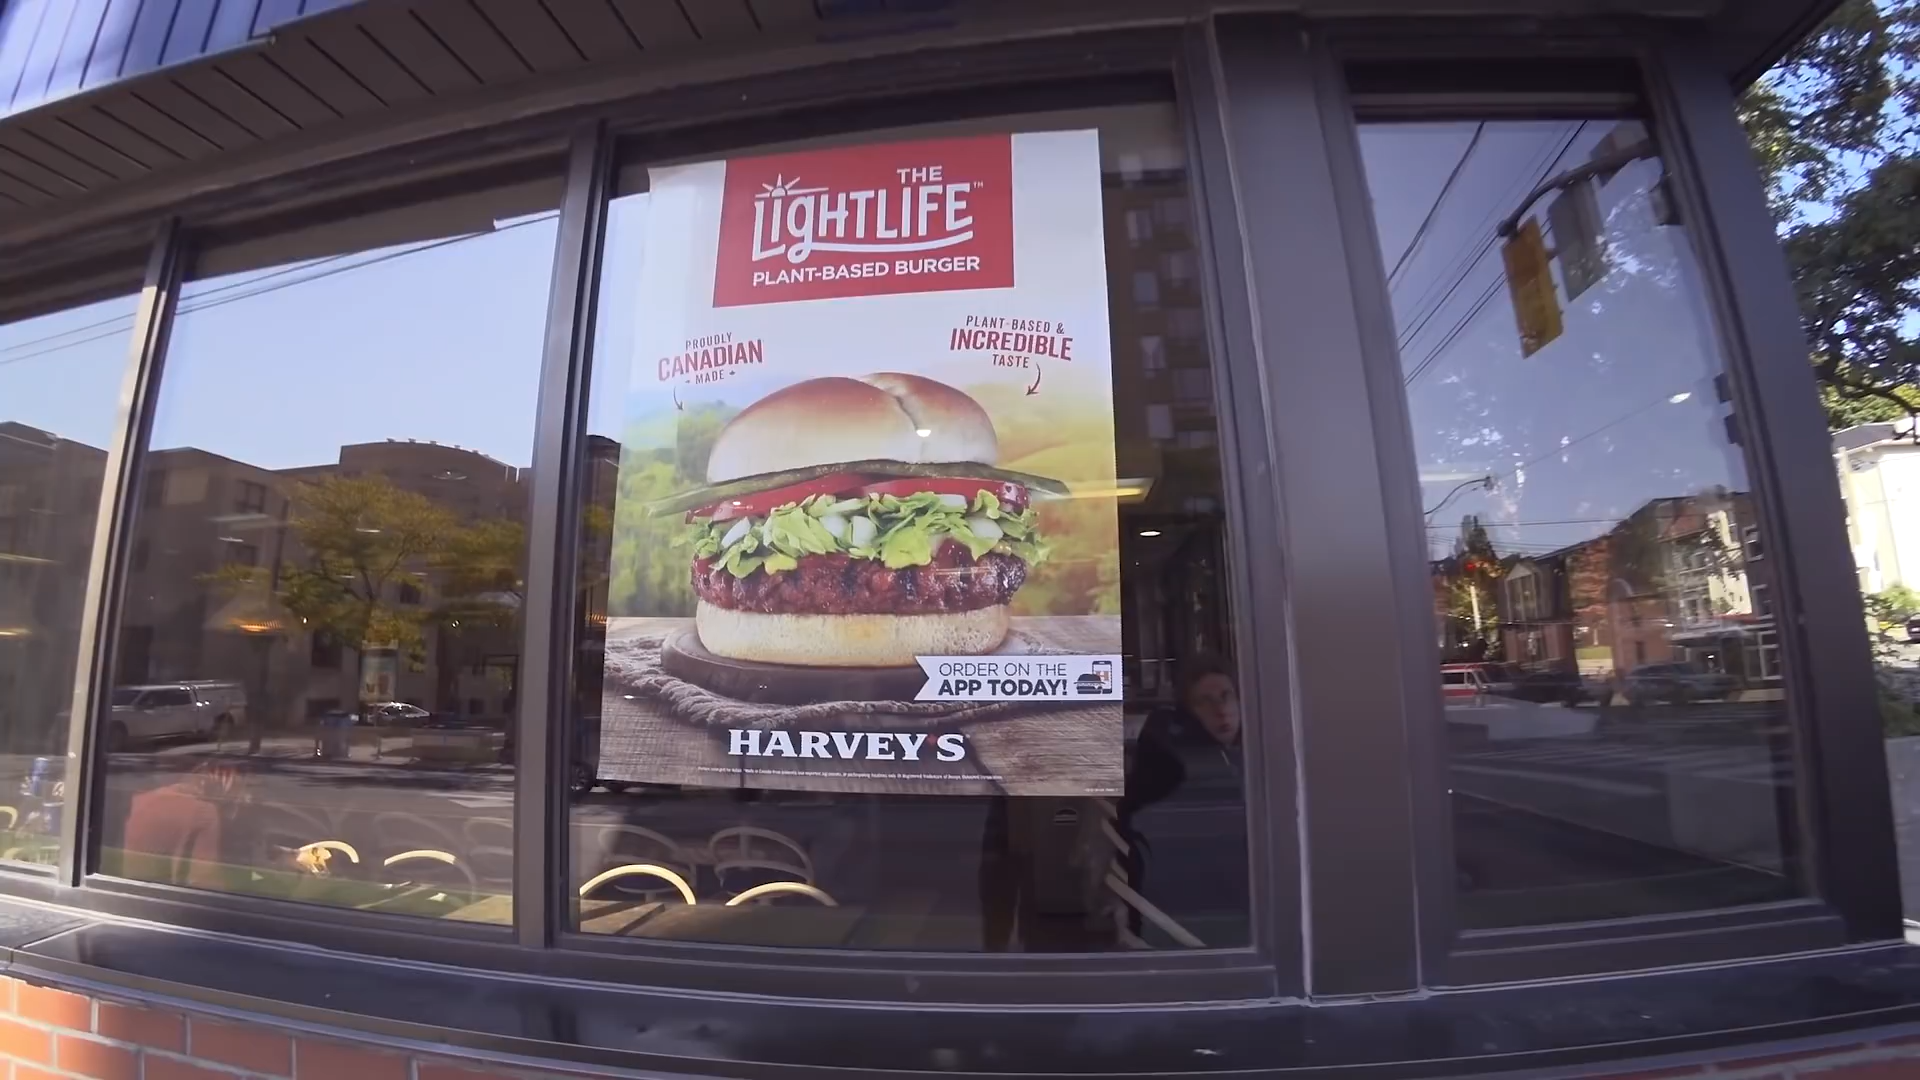 THE
LIGHTLIFE™
PLANT-BASED BURGER
PROUDLY
CANADIAN
MADE
PLANT-BASED &
INCREDIBLE
TASTE
ORDER ON THE
APP TODAY!
HARVEY'S